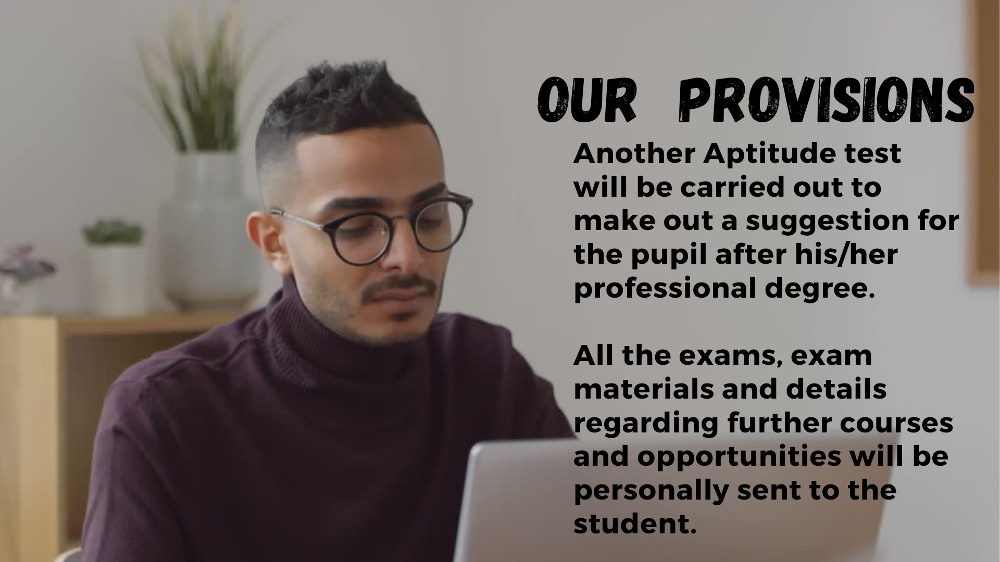 OUR PROVISIONS
Another Aptitude test
will be carried out to
make out a suggestion for
the pupil after his/her
professional degree.
All the exams, exam
materials and details
regarding further courses
and opportunities will be
personally sent to the
student.